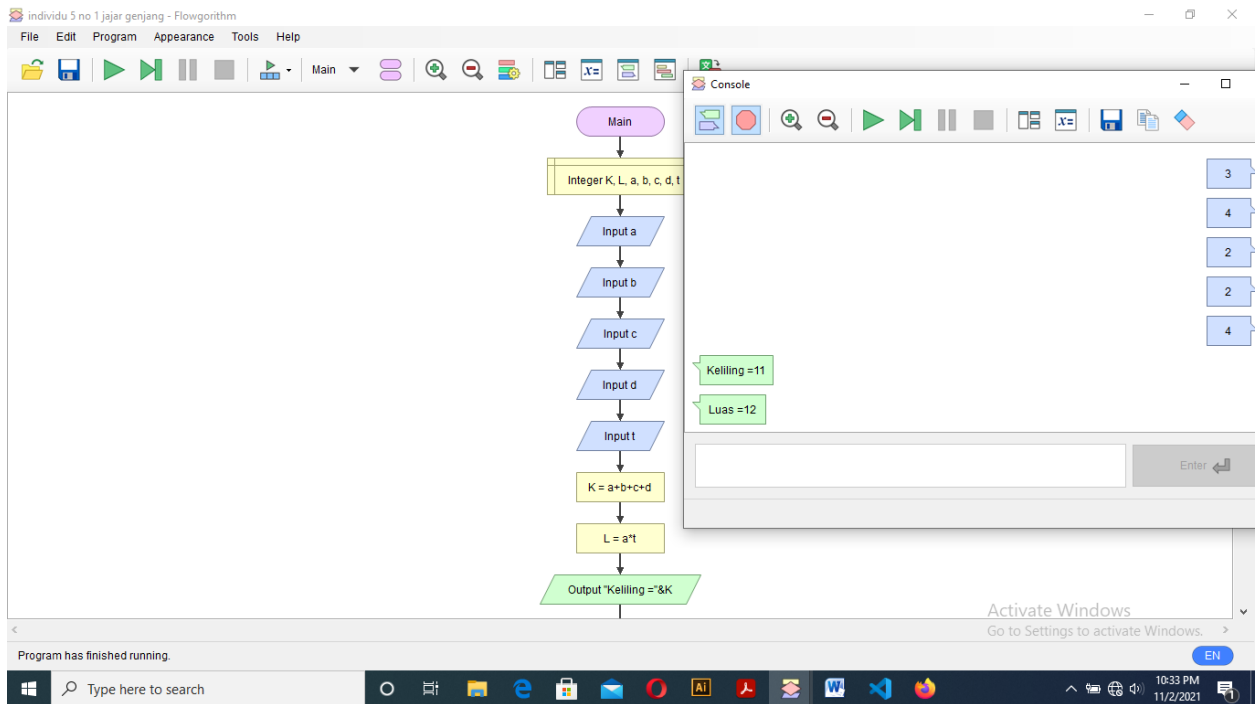 individu 5 no 1 jajar genjang - Flowgorithm
File Edit Program Appearance Tools Help
Main
Console
Main
Integer K, L, a, b, c, d, t
Input a
Input b
Input c
Input d
Input t
K = a+b+c+d
L = a*t
Output "Keliling ="&K
3
4
2
2
4
Keliling =11
Luas =12
Enter
Activate Windows
Go to Settings to activate Windows.
Program has finished running.
EN
Type here to search
10:33 PM
11/2/2021